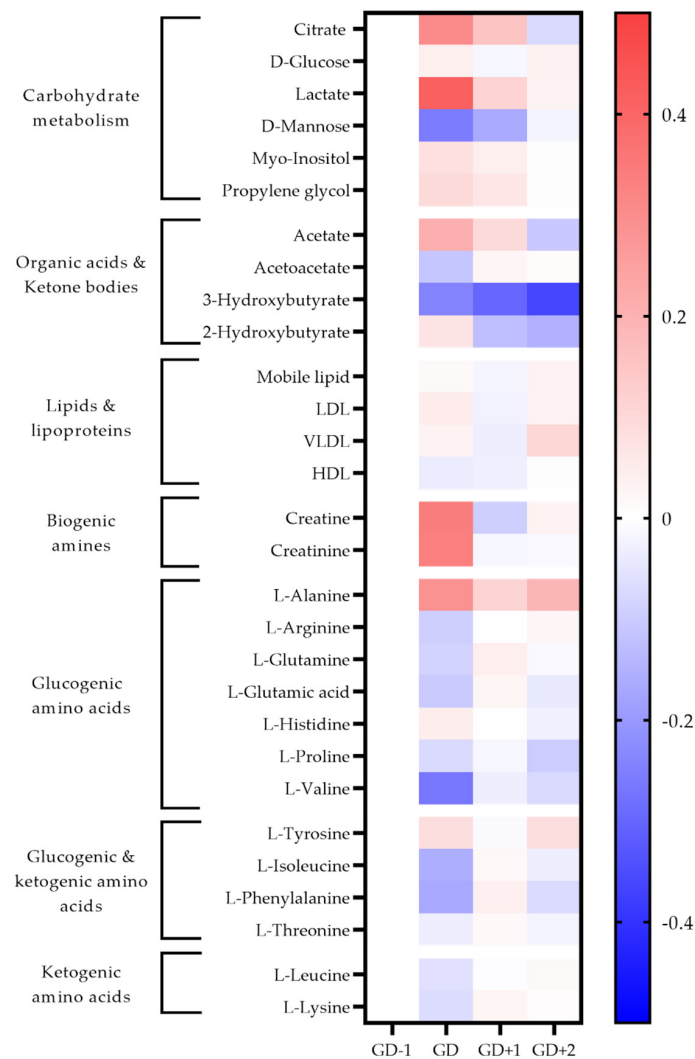 Carbohydrate
metabolism
Citrate
D-Glucose
Lactate
D-Mannose
Myo-Inositol
Propylene glycol
Organic acids &
Ketone bodies
Acetate
Acetoacetate
3-Hydroxybutyrate
2-Hydroxybutyrate
Lipids &
lipoproteins
Mobile lipid
LDL
VLDL
HDL
Biogenic
amines
Creatine
Creatinine
Glucogenic
amino acids
L-Alanine
L-Arginine
L-Glutamine
L-Glutamic acid
L-Histidine
L-Proline
L-Valine
Glucogenic &
ketogenic amino
acids
L-Tyrosine
L-Isoleucine
L-Phenylalanine
L-Threonine
Ketogenic
amino acids
L-Leucine
L-Lysine
GD-1 GD GD+1 GD+2
0.4
0.2
0
-0.2
-0.4